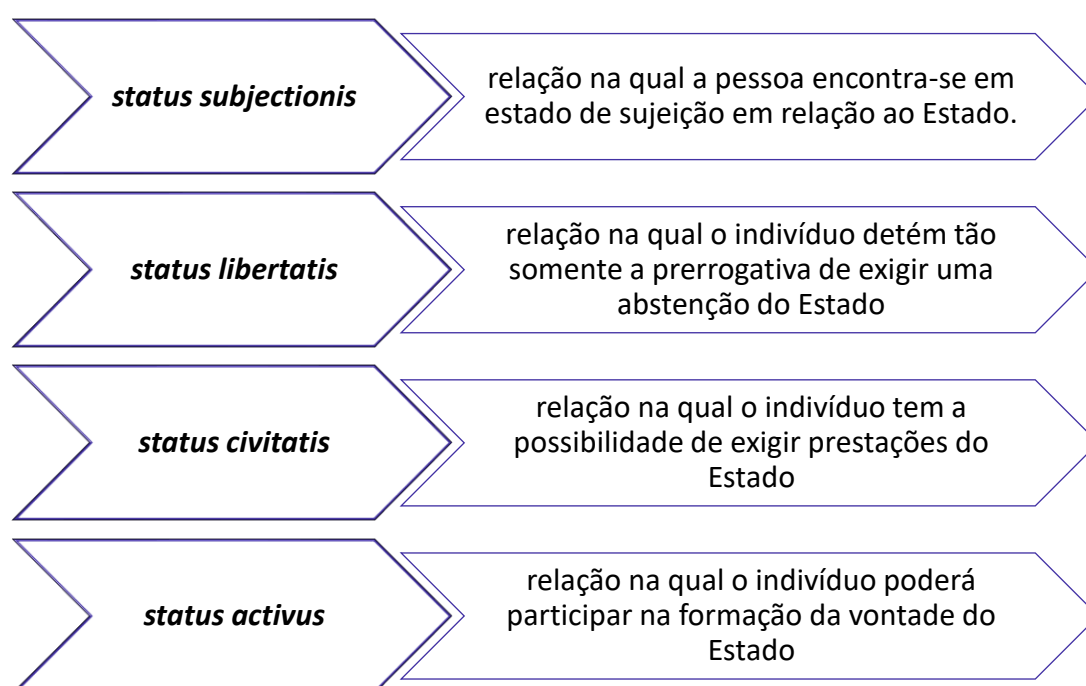 status subjectionis
relação na qual a pessoa encontra-se em
estado de sujeição em relação ao Estado.
status libertatis
relação na qual o indivíduo detém tão
somente a prerrogativa de exigir uma
abstenção do Estado
status civitatis
relação na qual o indivíduo tem a
possibilidade de exigir prestações do
Estado
status activus
relação na qual o indivíduo poderá
participar na formação da vontade do
Estado